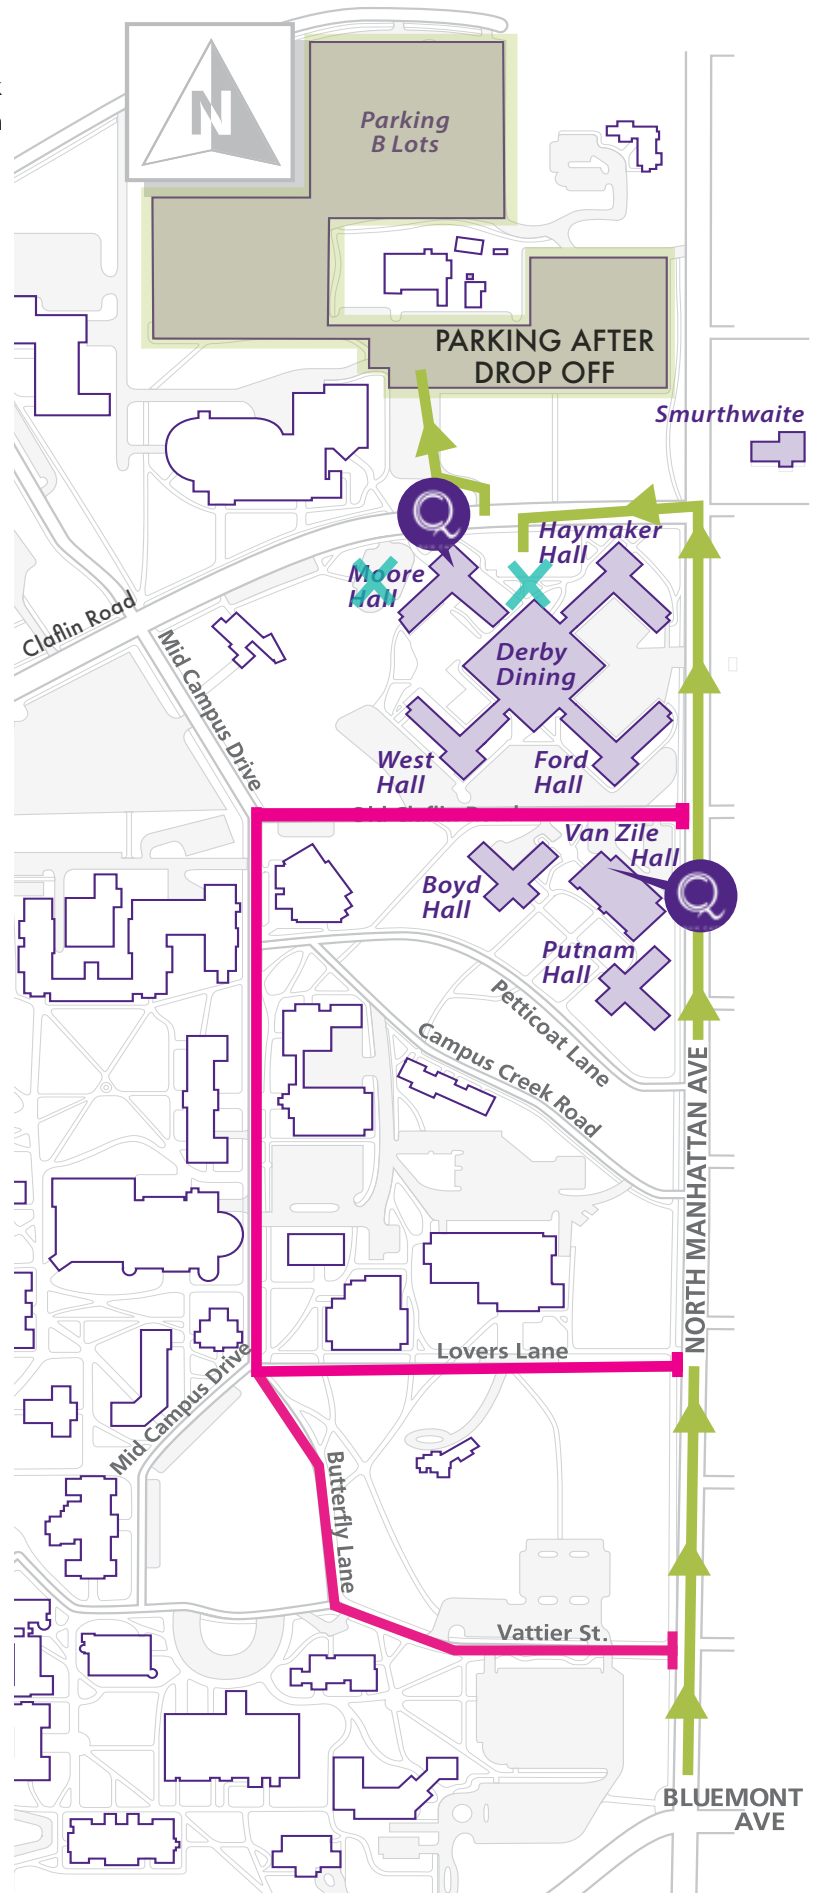 N
Parking
B Lots
PARKING AFTER
DROP OFF
Smurthwaite
Q
Haymaker
Hall
Moore
Hall
Claflin Road
Mid Campus Drive
Derby
Dining
West
Hall
Ford
Hall
Van Zile
Hall
Q
Boyd
Hall
Putnam
Hall
Petticoat Lane
Campus Creek Road
NORTH MANHATTAN AVE
Lovers Lane
Mid Campus Drive
Butterfly Lane
Vattier St.
BLUEMONT
AVE